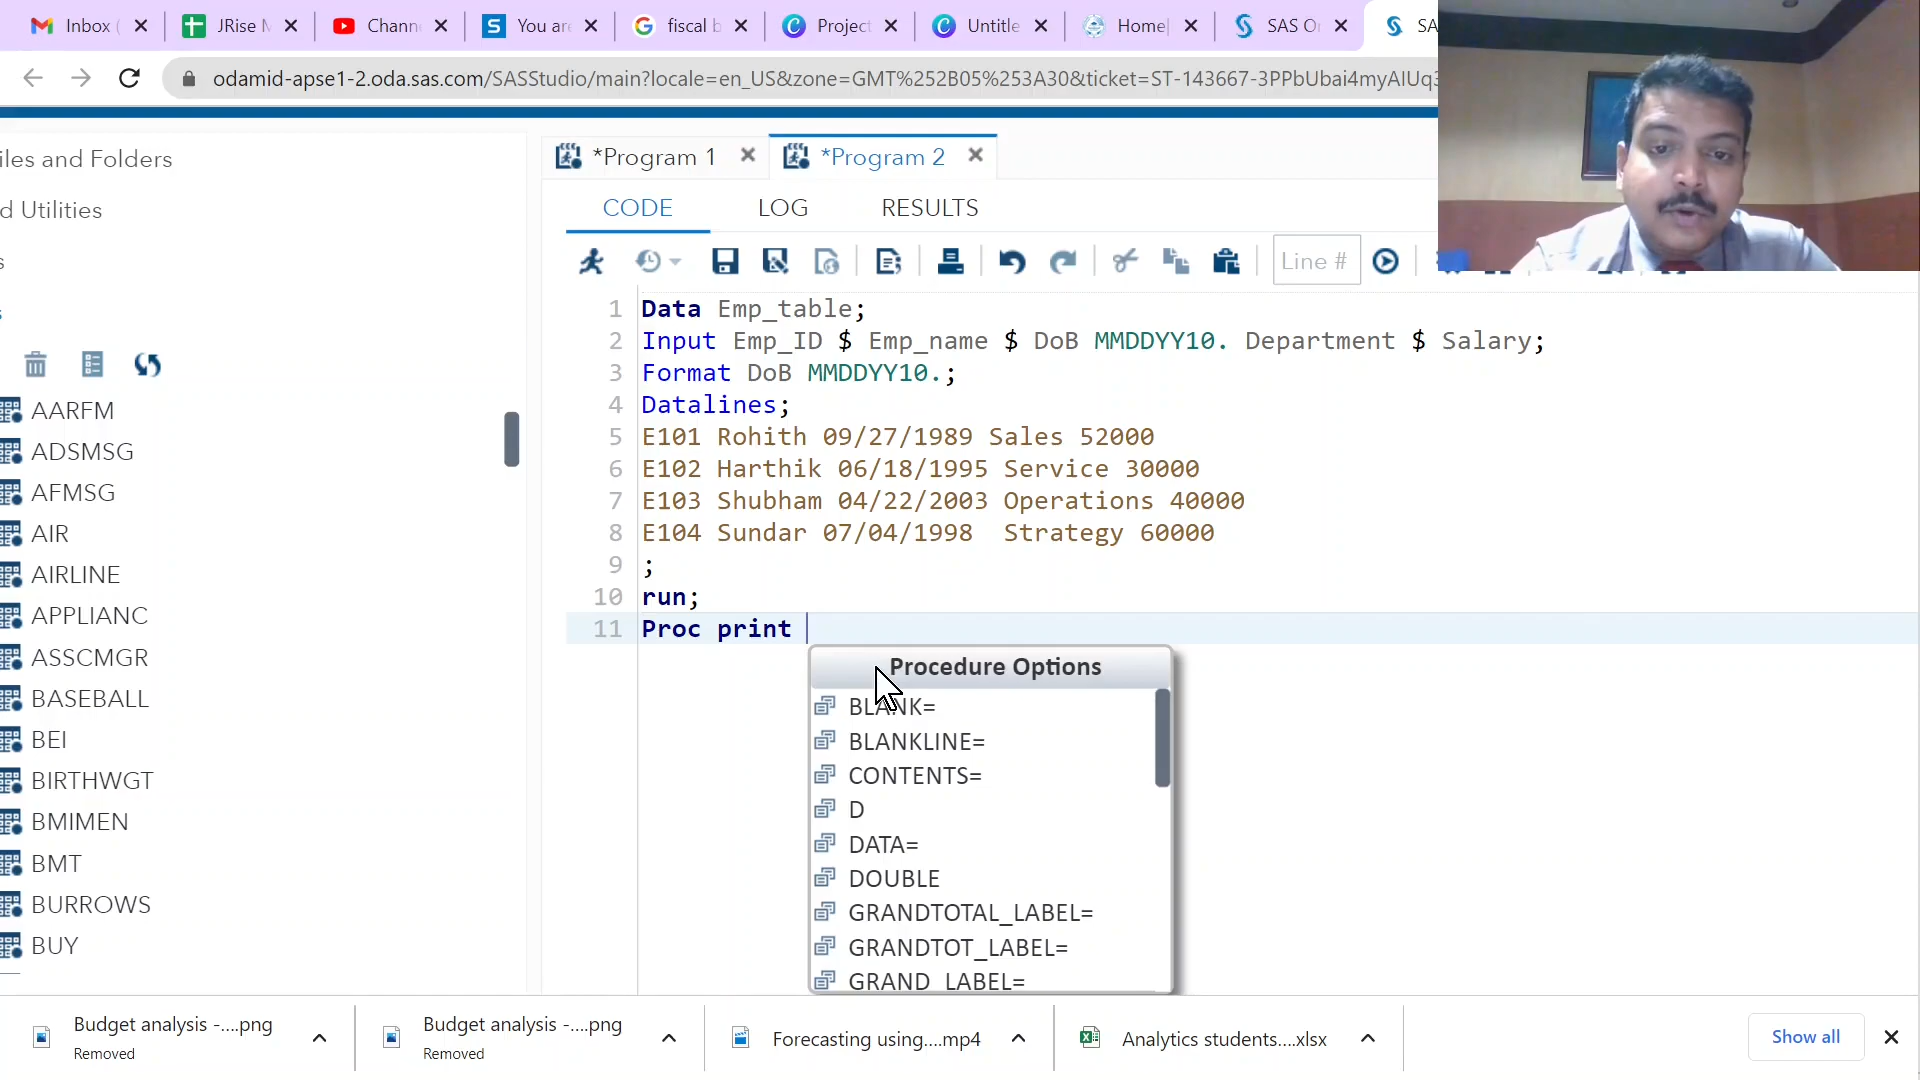 Inbox (
JRise M
Chann
You are
fiscal b
Project
Untitle
Home|
SAS O
SA
odamid-apse1-2.oda.sas.com/SASStudio/main?locale=en_US&zone=GMT%252B05%253A30&ticket=ST-143667-3PPbUbai4myAIUq
iles and Folders
d Utilities
s
s
AARFM
ADSMSG
AFMSG
AIR
AIRLINE
APPLIANC
ASSCMGR
BASEBALL
BEI
BIRTHWGT
BMIMEN
BMT
BURROWS
BUY
*Program 1
*Program 2
CODE LOG RESULTS
Line #
1 Data Emp_table;
2 Input Emp_ID $ Emp_name $ DoB MMDDYY10. Department $ Salary;
3 Format DoB MMDDYY10.;
4 Datalines;
5 E101 Rohith 09/27/1989 Sales 52000
6 E102 Harthik 06/18/1995 Service 30000
7 E103 Shubham 04/22/2003 Operations 40000
8 E104 Sundar 07/04/1998  Strategy 60000
9 ;
10 run;
11 Proc print
Procedure Options
BLANK=
BLANKLINE=
CONTENTS=
D
DATA=
DOUBLE
GRANDTOTAL_LABEL=
GRANDTOT_LABEL=
GRAND_LABEL=
Budget analysis -....png
Removed
Budget analysis -....png
Removed
Forecasting using....mp4
Analytics students....xlsx
Show all